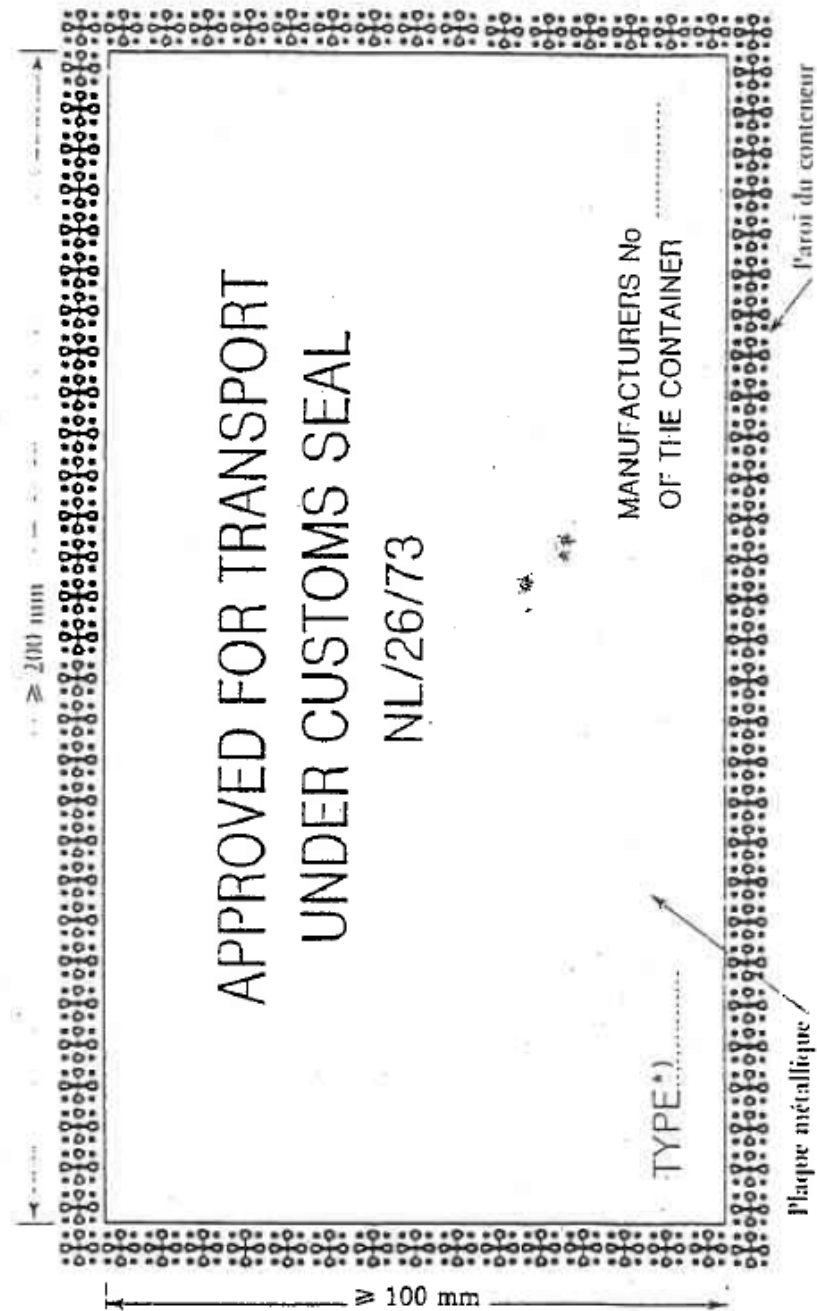 ≥ 200 mm
APPROVED FOR TRANSPORT
UNDER CUSTOMS SEAL
NL/26/73
MANUFACTURERS No ............
OF THE CONTAINER
TYPE*)............
≥ 100 mm
Plaque métallique
Paroi du conteneur